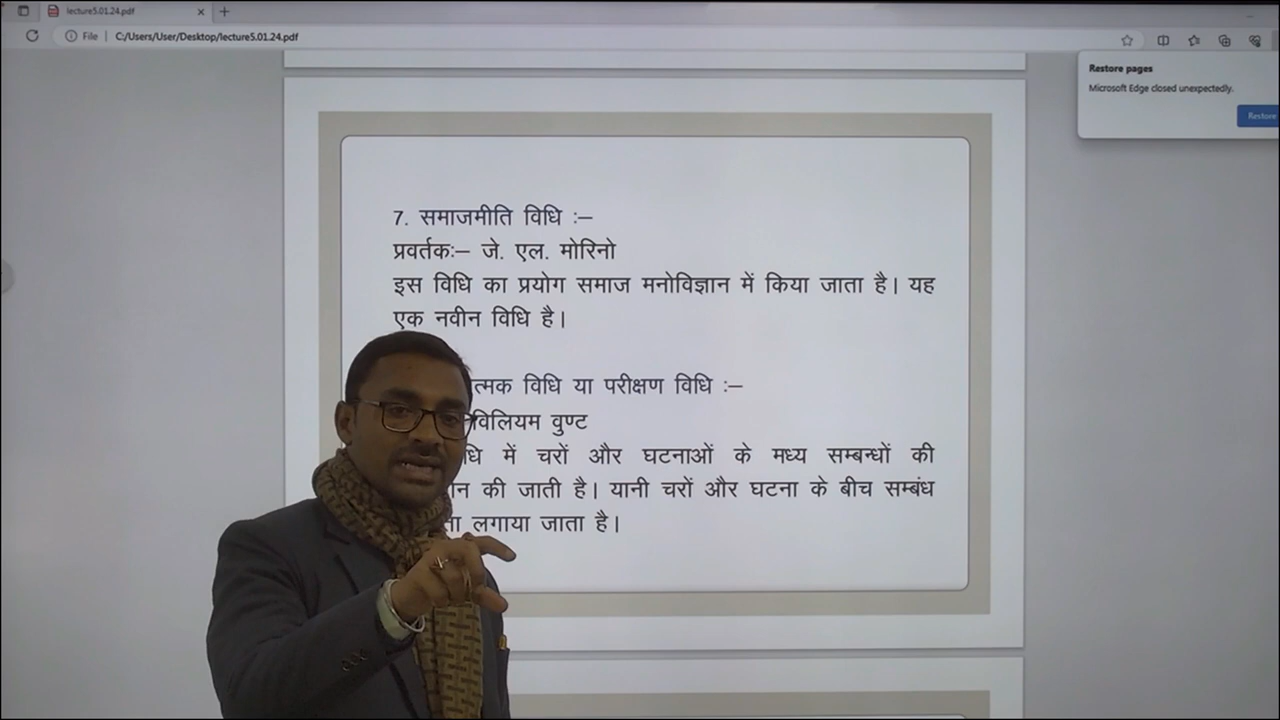 lecture5.01.24.pdf
File
C:/Users/User/Desktop/lecture5.01.24.pdf
Restore pages
Microsoft Edge closed unexpectedly.
Restore
7. समाजमीति विधि :–
प्रवर्तकः– जे. एल. मोरिनो
इस विधि का प्रयोग समाज मनोविज्ञान में किया जाता है। यह
एक नवीन विधि है।
त्मक विधि या परीक्षण विधि :–
विलियम वुण्ट
धि में चरों और घटनाओं के मध्य सम्बन्धों की
न की जाती है। यानी चरों और घटना के बीच सम्बंध
ता लगाया जाता है।